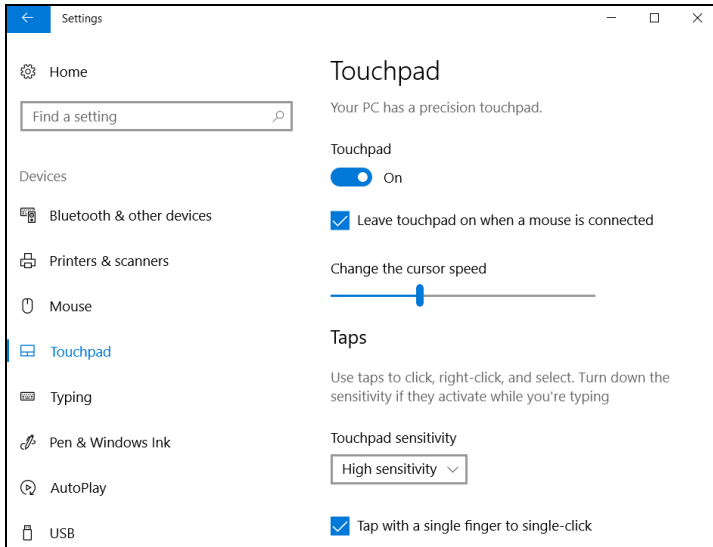 Settings
Home
Find a setting
Devices
Bluetooth & other devices
Printers & scanners
Mouse
Touchpad
Typing
Pen & Windows Ink
AutoPlay
USB
Touchpad
Your PC has a precision touchpad.
Touchpad
On
Leave touchpad on when a mouse is connected
Change the cursor speed
Taps
Use taps to click, right-click, and select. Turn down the
sensitivity if they activate while you're typing
Touchpad sensitivity
High sensitivity
Tap with a single finger to single-click